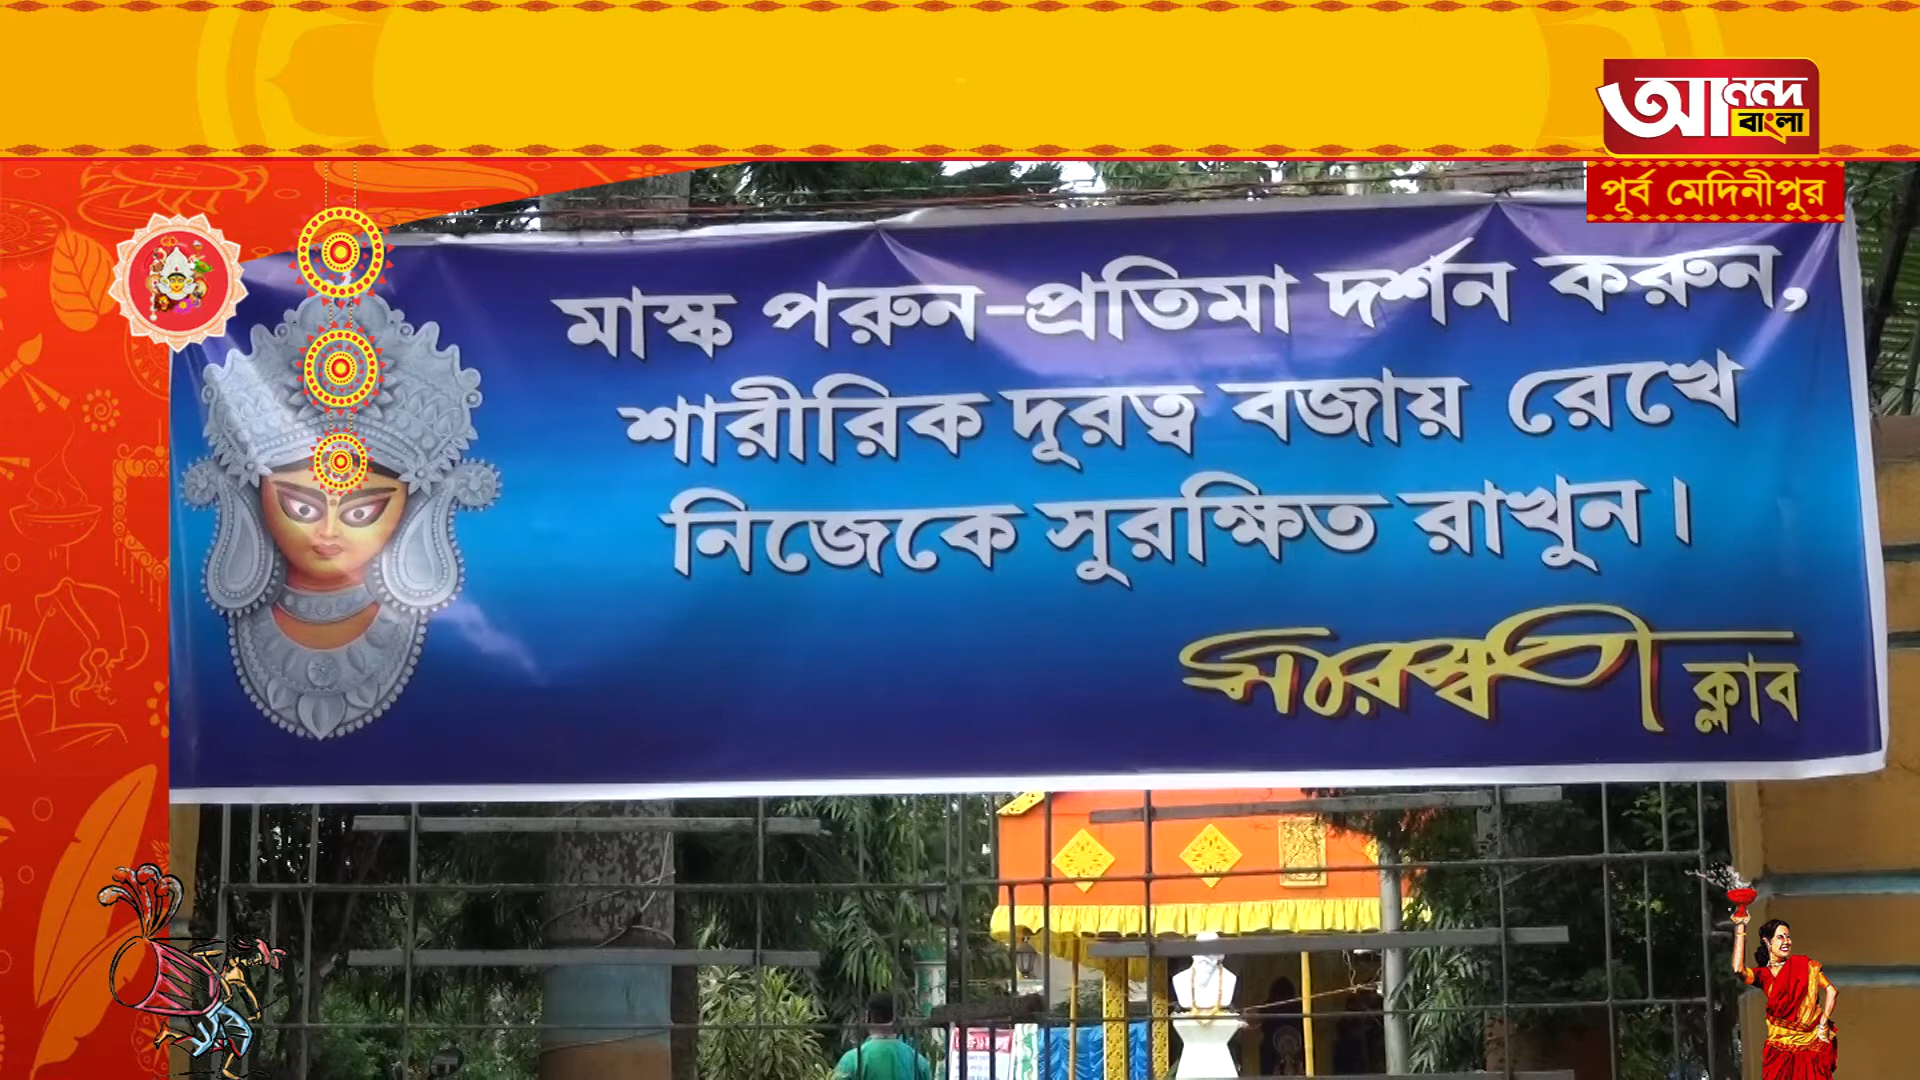 আনন্দ
বাংলা
পূর্ব মেদিনীপুর
মাস্ক পরুন-প্রতিমা দর্শন করুন,
শারীরিক দূরত্ব বজায় রেখে
নিজেকে সুরক্ষিত রাখুন।
সরস্বতী ক্লাব